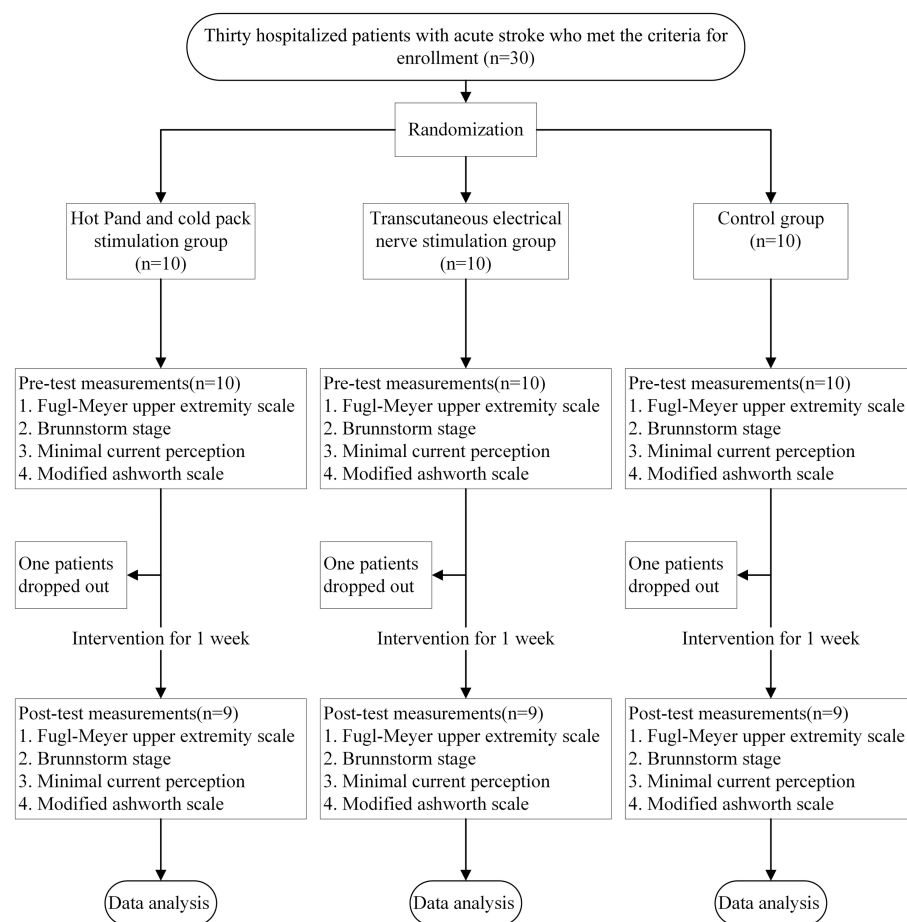 Thirty hospitalized patients with acute stroke who met the criteria for
enrollment (n=30)
Randomization
Hot Pand and cold pack
stimulation group
(n=10)
Transcutaneous electrical
nerve stimulation group
(n=10)
Control group
(n=10)
Pre-test measurements(n=10)
1. Fugl-Meyer upper extremity scale
2. Brunnstorm stage
3. Minimal current perception
4. Modified ashworth scale
Pre-test measurements(n=10)
1. Fugl-Meyer upper extremity scale
2. Brunnstorm stage
3. Minimal current perception
4. Modified ashworth scale
Pre-test measurements(n=10)
1. Fugl-Meyer upper extremity scale
2. Brunnstorm stage
3. Minimal current perception
4. Modified ashworth scale
One patients
dropped out
One patients
dropped out
One patients
dropped out
Intervention for 1 week
Intervention for 1 week
Intervention for 1 week
Post-test measurements(n=9)
1. Fugl-Meyer upper extremity scale
2. Brunnstorm stage
3. Minimal current perception
4. Modified ashworth scale
Post-test measurements(n=9)
1. Fugl-Meyer upper extremity scale
2. Brunnstorm stage
3. Minimal current perception
4. Modified ashworth scale
Post-test measurements(n=9)
1. Fugl-Meyer upper extremity scale
2. Brunnstorm stage
3. Minimal current perception
4. Modified ashworth scale
Data analysis
Data analysis
Data analysis